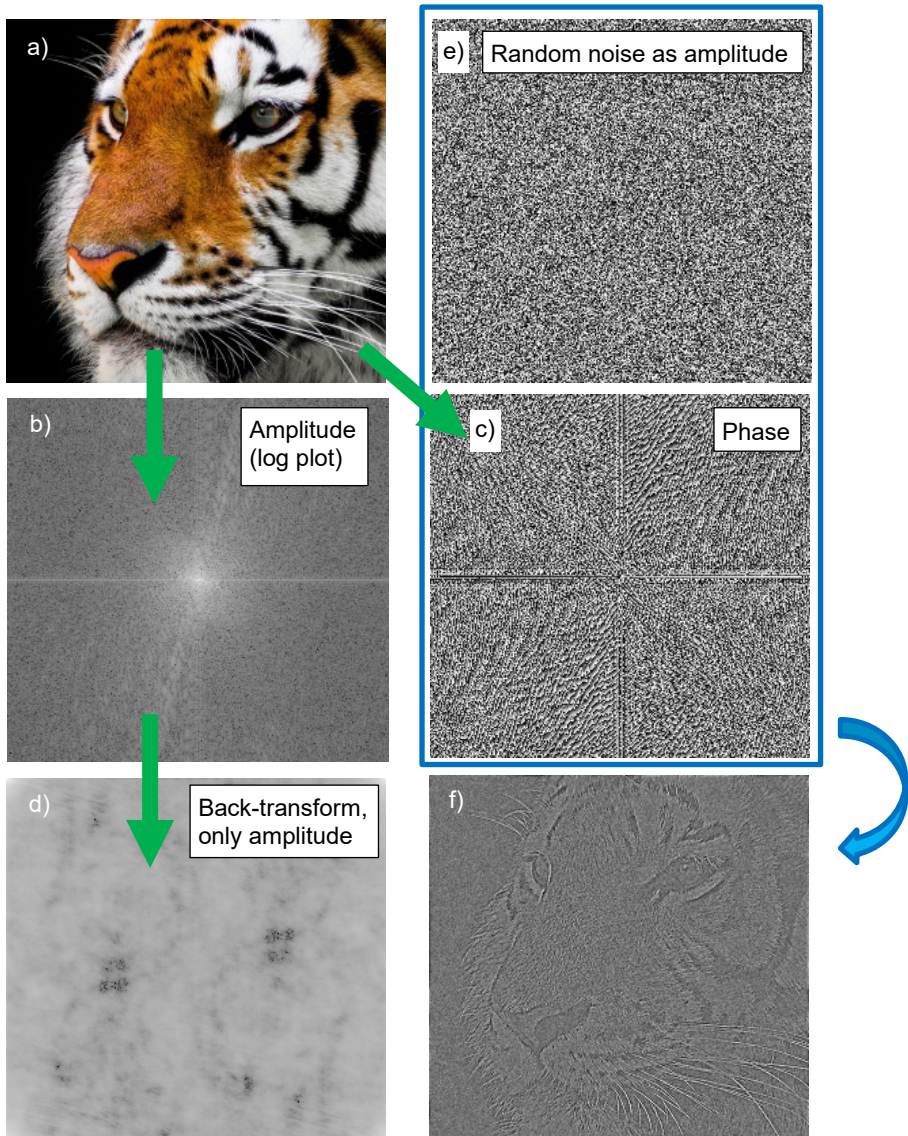 a)
e) Random noise as amplitude
b)
Amplitude
(log plot)
c)
Phase
d)
Back-transform,
only amplitude
f)